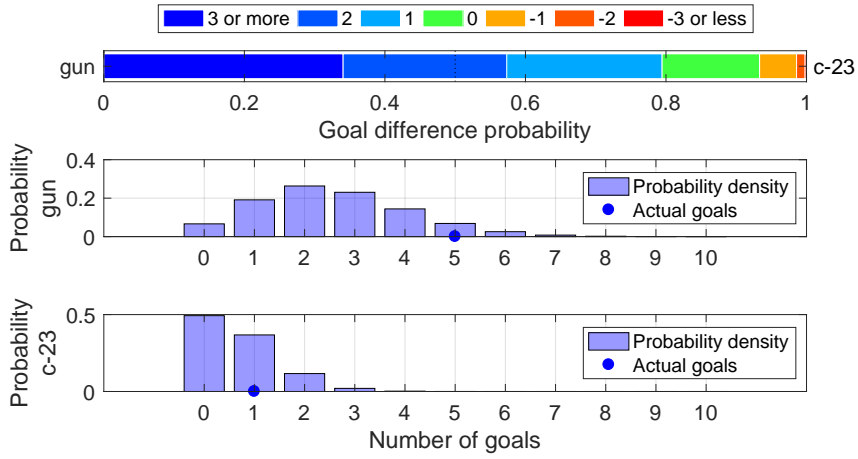 3 or more 2 1 0 -1 -2 -3 or less
gun c-23
0 0.2 0.4 0.6 0.8 1
Goal difference probability
Probability
gun
0.4
0.2
0
Probability density
Actual goals
0 1 2 3 4 5 6 7 8 9 10
Probability
c-23
0.5
0
Probability density
Actual goals
0 1 2 3 4 5 6 7 8 9 10
Number of goals